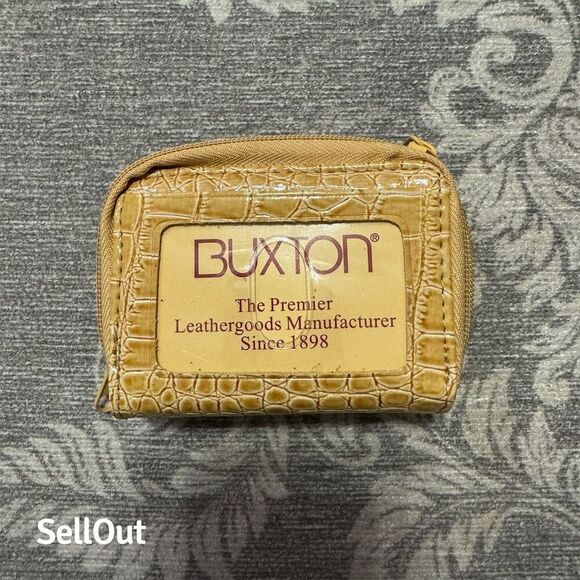 BUXTON®
The Premier
Leathergoods Manufacturer
Since 1898
SellOut